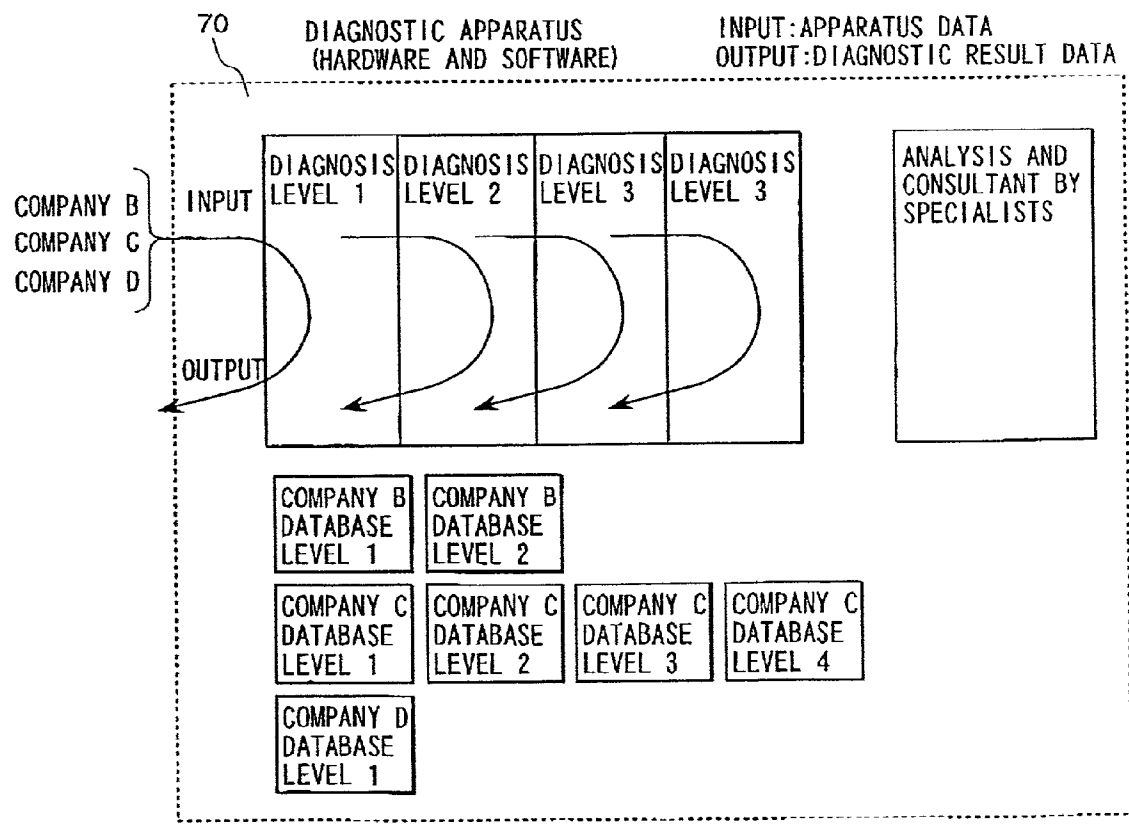 70
DIAGNOSTIC APPARATUS
(HARDWARE AND SOFTWARE)
INPUT:APPARATUS DATA
OUTPUT:DIAGNOSTIC RESULT DATA
COMPANY B
COMPANY C
COMPANY D
INPUT
OUTPUT
DIAGNOSIS
LEVEL 1
DIAGNOSIS
LEVEL 2
DIAGNOSIS
LEVEL 3
DIAGNOSIS
LEVEL 3
ANALYSIS AND
CONSULTANT BY
SPECIALISTS
COMPANY B
DATABASE
LEVEL 1
COMPANY B
DATABASE
LEVEL 2
COMPANY C
DATABASE
LEVEL 1
COMPANY C
DATABASE
LEVEL 2
COMPANY C
DATABASE
LEVEL 3
COMPANY C
DATABASE
LEVEL 4
COMPANY D
DATABASE
LEVEL 1